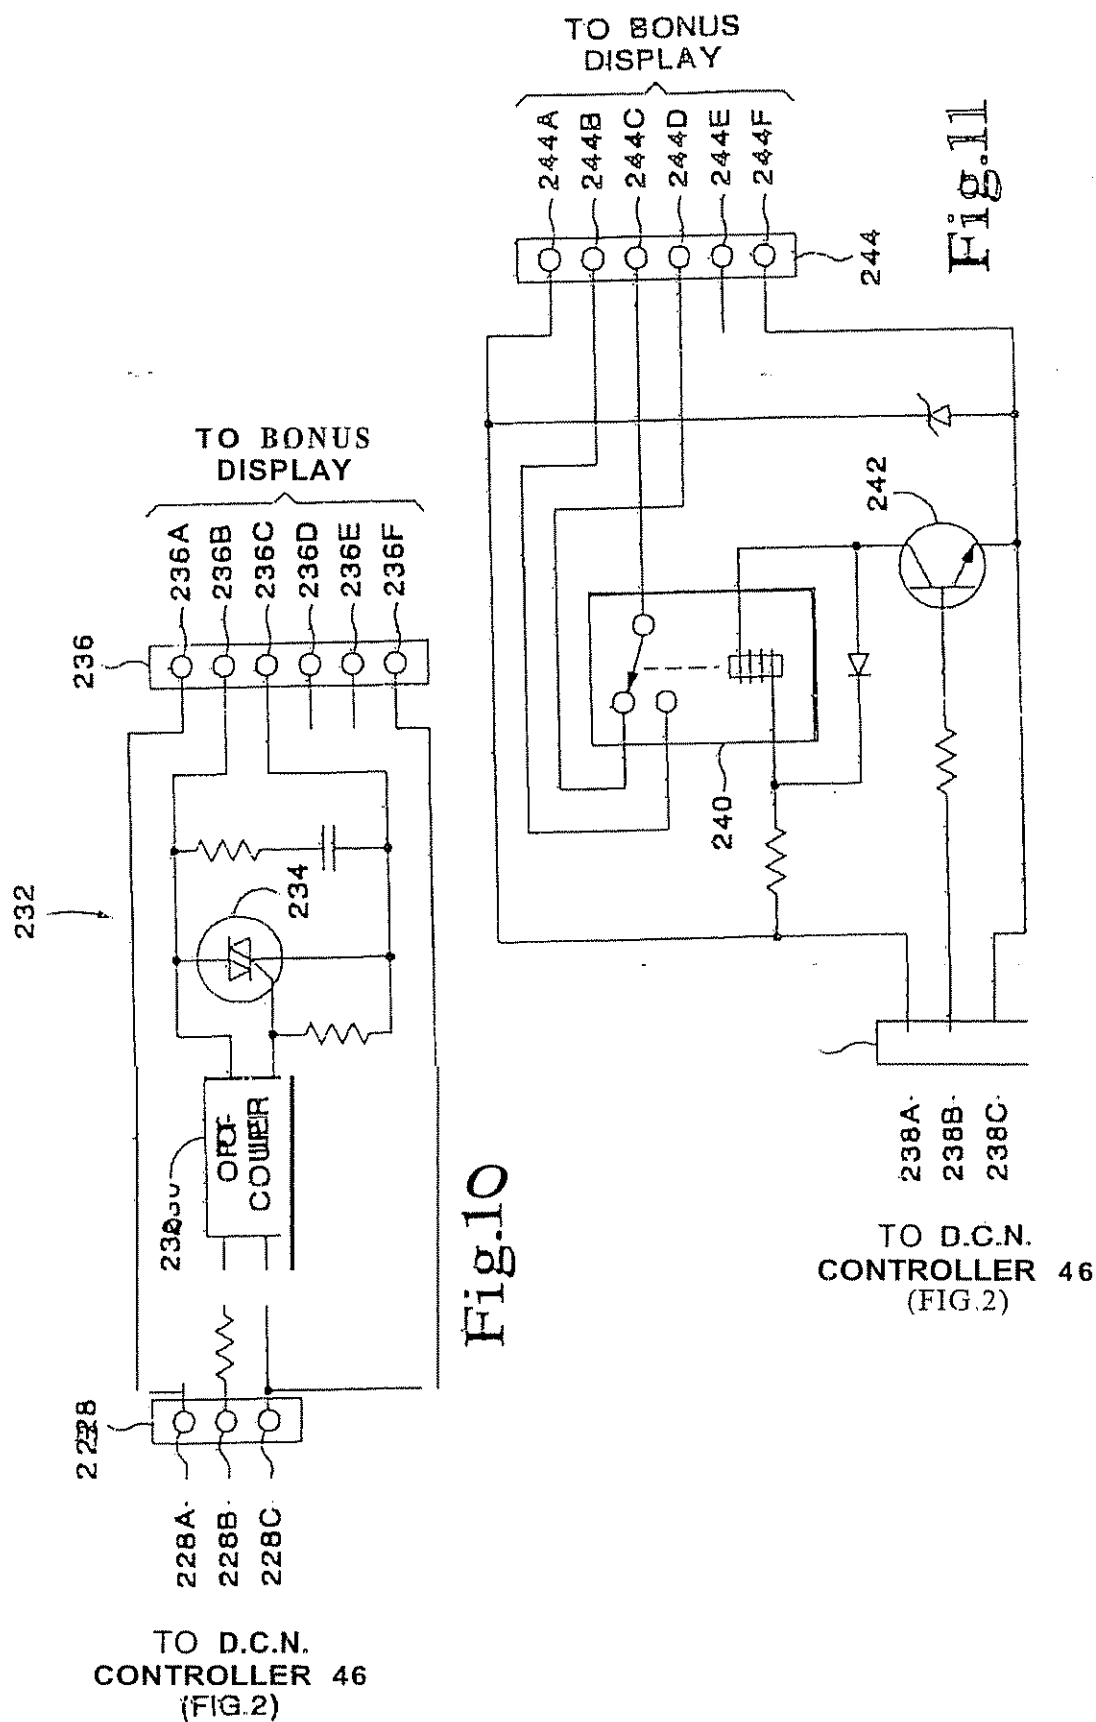 TO BONUS
DISPLAY
244A
244B
244C
244D
244E
244F
244
Fig.11
242
240
238A
238B
238C
TO D.C.N.
CONTROLLER 46
(FIG.2)
TO BONUS
DISPLAY
236A
236B
236C
236D
236E
236F
236
232
234
Fig.10
228A
228B
228C
TO D.C.N.
CONTROLLER 46
(FIG.2)